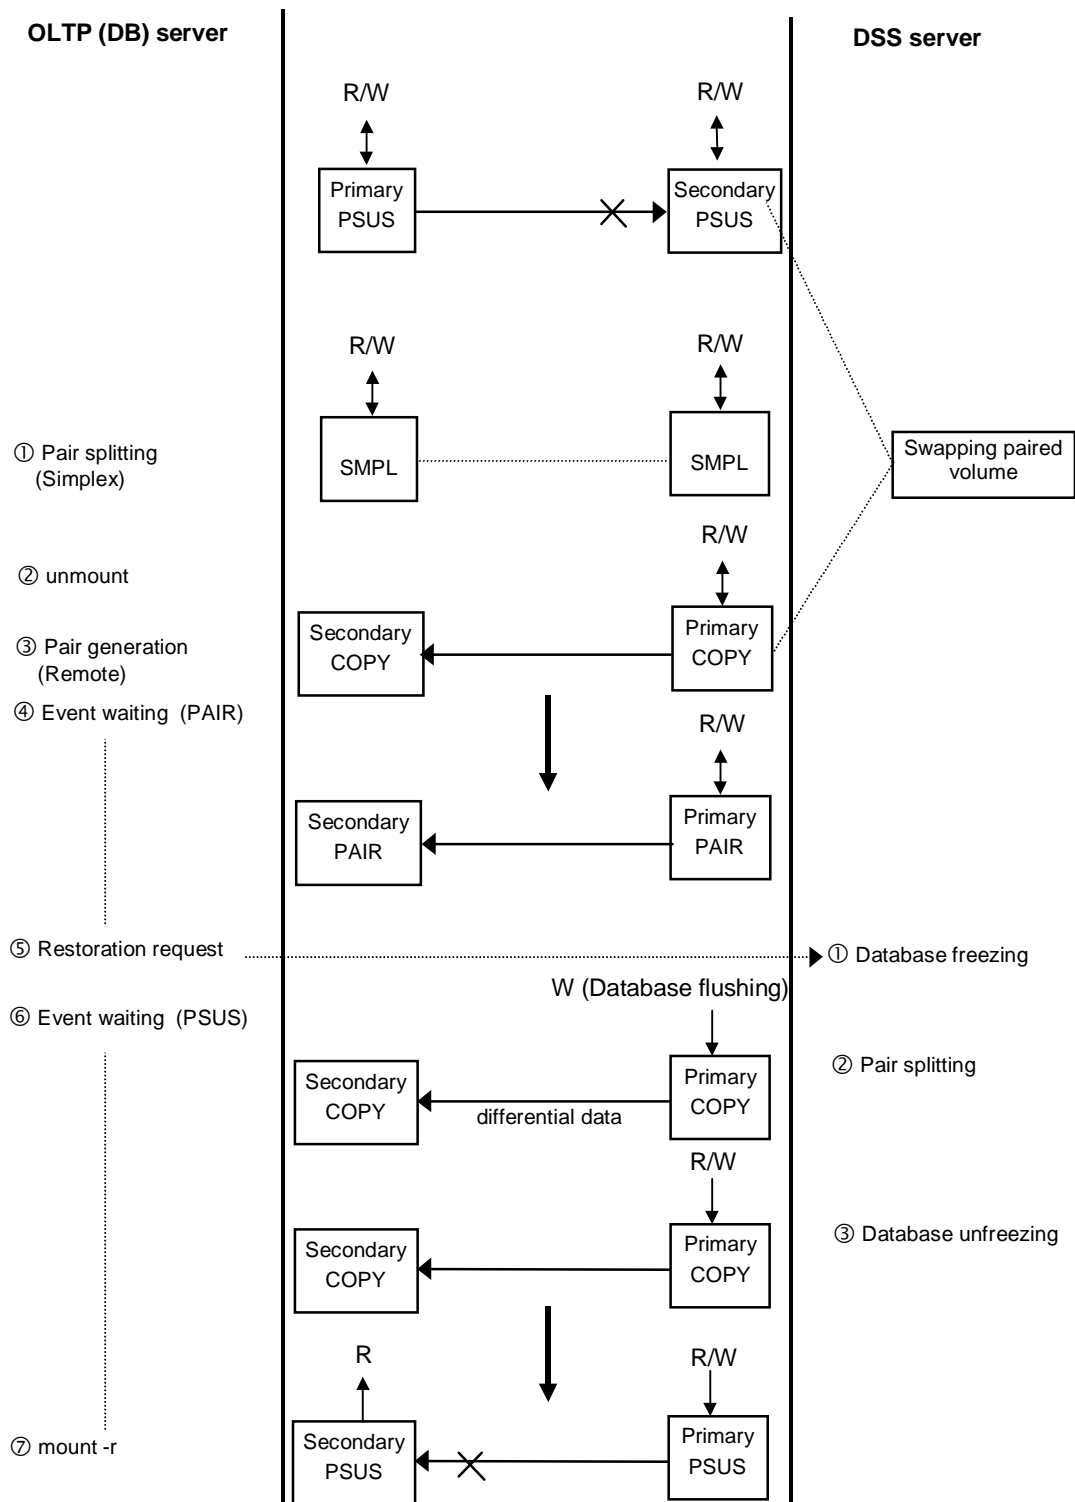 OLTP (DB) server
DSS server
R/W
R/W
Primary
PSUS
Secondary
PSUS
R/W
R/W
① Pair splitting
(Simplex)
SMPL
SMPL
Swapping paired
volume
R/W
② unmount
③ Pair generation
(Remote)
Secondary
COPY
Primary
COPY
④ Event waiting (PAIR)
R/W
Secondary
PAIR
Primary
PAIR
⑤ Restoration request
① Database freezing
W (Database flushing)
⑥ Event waiting (PSUS)
Secondary
COPY
differential data
Primary
COPY
② Pair splitting
R/W
Secondary
COPY
Primary
COPY
③ Database unfreezing
R
R/W
⑦ mount -r
Secondary
PSUS
Primary
PSUS